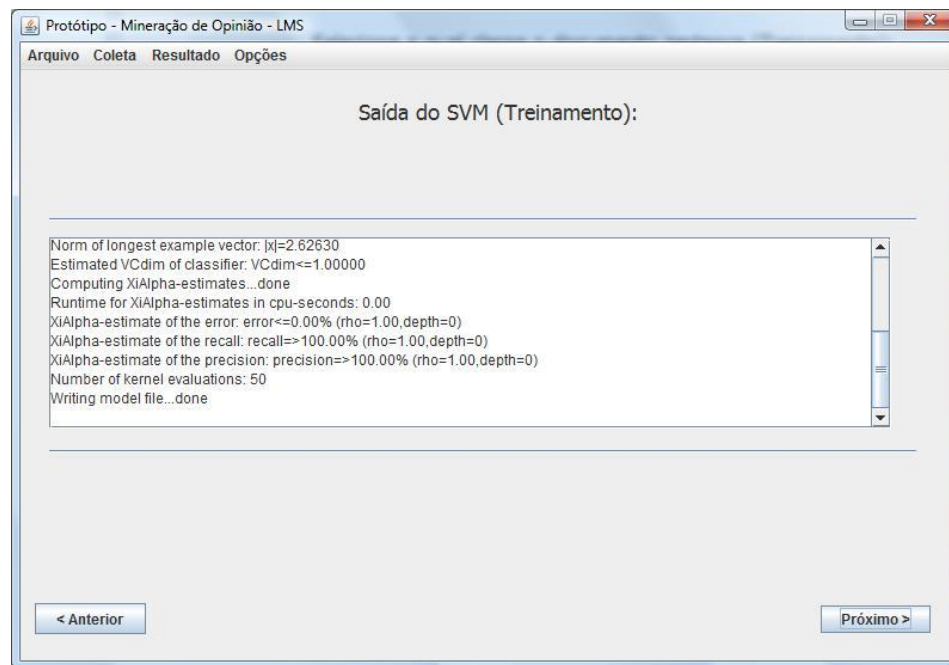 Protótipo - Mineração de Opinião - LMS
Arquivo Coleta Resultado Opções
Saída do SVM (Treinamento):
Norm of longest example vector: |x|=2.62630
Estimated VCdim of classifier: VCdim<=1.00000
Computing XiAlpha-estimates...done
Runtime for XiAlpha-estimates in cpu-seconds: 0.00
XiAlpha-estimate of the error: error<=0.00% (rho=1.00,depth=0)
XiAlpha-estimate of the recall: recall=>100.00% (rho=1.00,depth=0)
XiAlpha-estimate of the precision: precision=>100.00% (rho=1.00,depth=0)
Number of kernel evaluations: 50
Writing model file...done
< Anterior
Próximo >